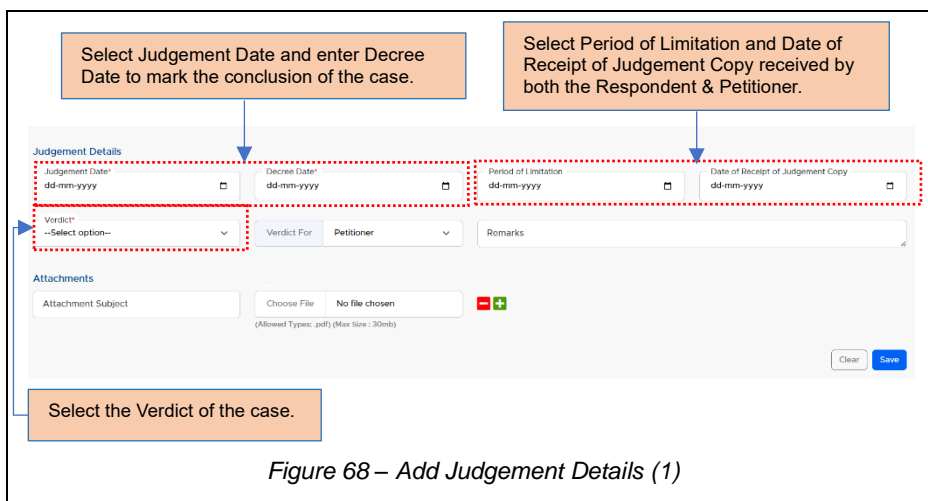 Select Judgement Date and enter Decree
Date to mark the conclusion of the case.
Select Period of Limitation and Date of
Receipt of Judgement Copy received by
both the Respondent & Petitioner.
Judgement Details
Judgement Date*
dd-mm-yyyy
Decree Date*
dd-mm-yyyy
Period of Limitation
dd-mm-yyyy
Date of Receipt of Judgement Copy
dd-mm-yyyy
Verdict*
--Select option--
Verdict For Petitioner
Remarks
Attachments
Attachment Subject
Choose File No file chosen
(Allowed Types: .pdf) (Max Size : 30mb)
Clear Save
Select the Verdict of the case.
Figure 68 – Add Judgement Details (1)